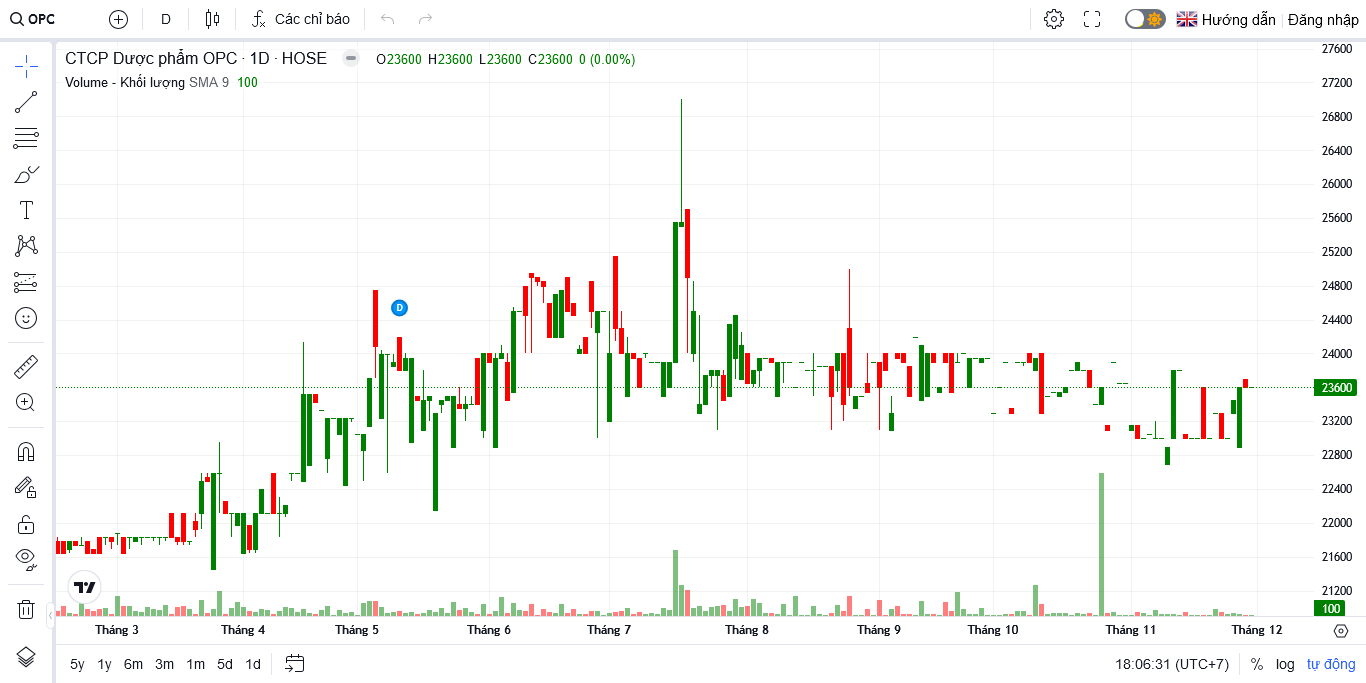 OPC D Các chỉ báo Hướng dẫn Đăng nhập
CTCP Dược phẩm OPC · 1D · HOSE O23600 H23600 L23600 C23600 0 (0.00%)
Volume - Khối lượng SMA 9 100
27600
27200
26800
26400
26000
25600
25200
24800
24400
24000
23600
23200
22800
22400
22000
21600
21200
100
D
T
Tháng 3 Tháng 4 Tháng 5 Tháng 6 Tháng 7 Tháng 8 Tháng 9 Tháng 10 Tháng 11 Tháng 12
5y 1y 6m 3m 1m 5d 1d 18:06:31 (UTC+7) % log tự động